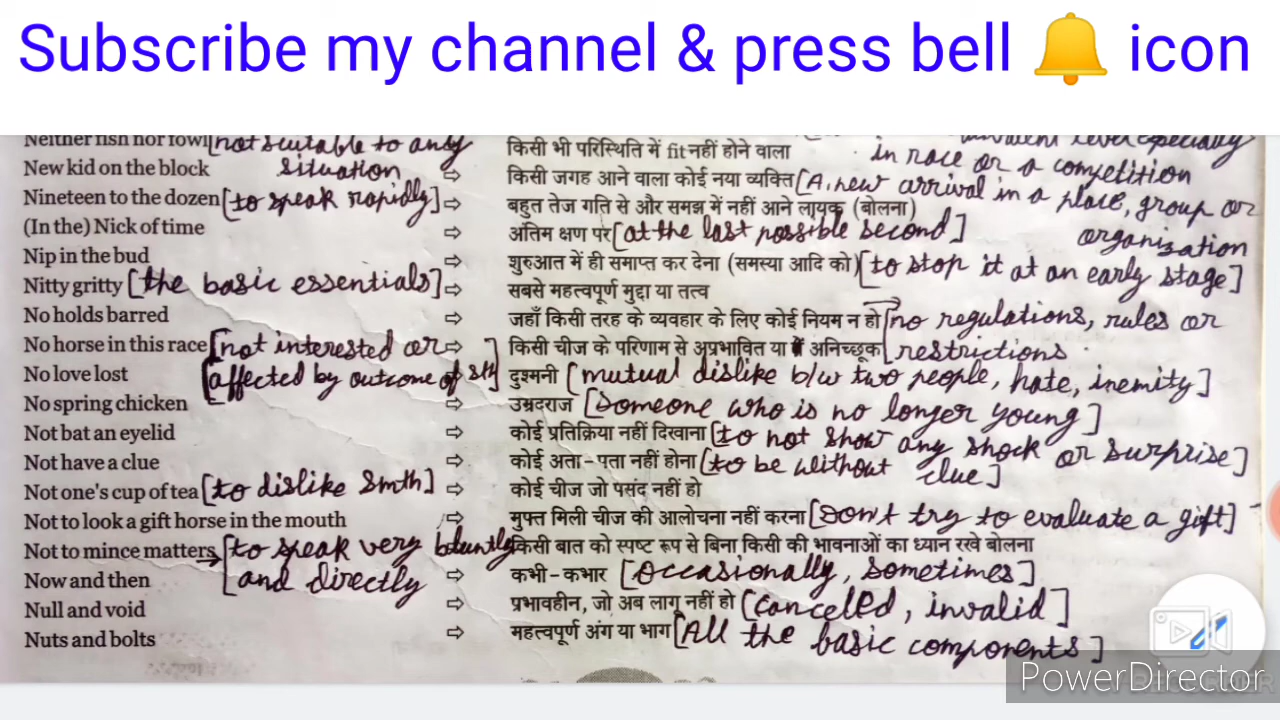 Subscribe my channel & press bell 🔔 icon
Neither fish nor fowl [not suitable to any किसी भी परिस्थिति में fit नहीं होने वाला in race or a competition
New kid on the block situation ⇨ किसी जगह आने वाला कोई नया व्यक्ति [A new arrival in a place, group or
Nineteen to the dozen [to speak rapidly] ⇨ बहुत तेज गति से और समझ में नहीं आने लायक (बोलना) organization
(In the) Nick of time ⇨ अंतिम क्षण पर [at the last possible second]
Nip in the bud ⇨ शुरुआत में ही समाप्त कर देना (समस्या आदि को) [to stop it at an early stage]
Nitty gritty [the basic essentials] ⇨ सबसे महत्वपूर्ण मुद्दा या तत्व
No holds barred ⇨ जहाँ किसी तरह के व्यवहार के लिए कोई नियम न हो [no regulations, rules or
No horse in this race [not interested or ⇨ किसी चीज के परिणाम से अप्रभावित या अनिच्छूक restrictions
No love lost [affected by outcome of sth] दुश्मनी [mutual dislike b/w two people, hate, inemity]
No spring chicken ⇨ उम्रदराज [Someone who is no longer young]
Not bat an eyelid ⇨ कोई प्रतिक्रिया नहीं दिखाना [to not show any shock or surprise]
Not have a clue ⇨ कोई अता-पता नहीं होना [to be without clue]
Not one's cup of tea [to dislike smth] ⇨ कोई चीज जो पसंद नहीं हो
Not to look a gift horse in the mouth ⇨ मुफ्त मिली चीज की आलोचना नहीं करना [Don't try to evaluate a gift]
Not to mince matters → [to speak very bluntly किसी बात को स्पष्ट रूप से बिना किसी की भावनाओं का ध्यान रखे बोलना
Now and then and directly ⇨ कभी-कभार [Occasionally, sometimes]
Null and void ⇨ प्रभावहीन, जो अब लागू नहीं हो [Canceled, invalid]
Nuts and bolts ⇨ महत्वपूर्ण अंग या भाग [All the basic components]
PowerDirector